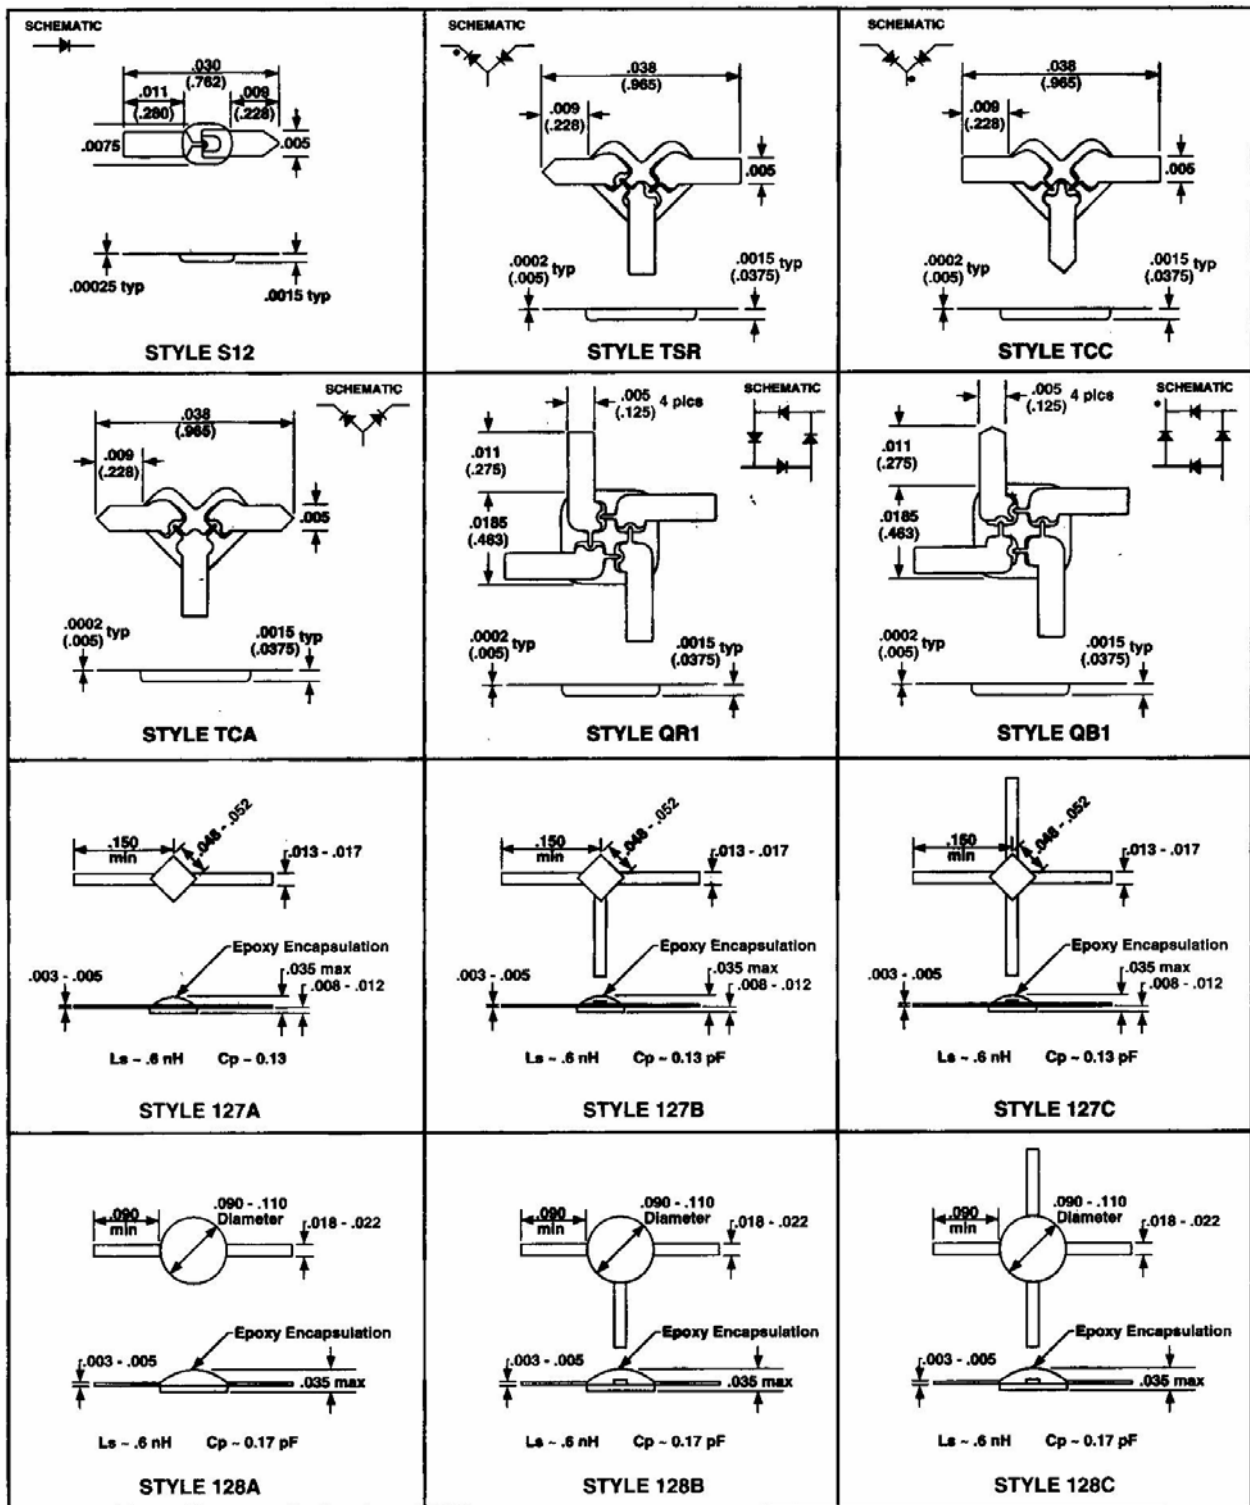 SCHEMATIC
.030
(.762)
.011
(.280)
.009
(.228)
.0075
.005
.00025 typ
.0015 typ
STYLE S12
SCHEMATIC
.038
(.965)
.009
(.228)
.005
.0002 typ
(.005)
.0015 typ
(.0375)
STYLE TSR
SCHEMATIC
.038
(.965)
.009
(.228)
.005
.0002 typ
(.005)
.0015 typ
(.0375)
STYLE TCC
SCHEMATIC
.038
(.965)
.009
(.228)
.005
.0002 typ
(.005)
.0015 typ
(.0375)
STYLE TCA
SCHEMATIC
.005
(.125) 4 plcs
.011
(.275)
.0185
(.463)
.0002 typ
(.005)
.0015 typ
(.0375)
STYLE QR1
SCHEMATIC
.005
(.125) 4 plcs
.011
(.275)
.0185
(.463)
.0002 typ
(.005)
.0015 typ
(.0375)
STYLE QB1
.150
min
.048 - .052
.013 - .017
Epoxy Encapsulation
.003 - .005
.035 max
.008 - .012
Ls ~ .6 nH Cp ~ 0.13
STYLE 127A
.150
min
.048 - .052
.013 - .017
Epoxy Encapsulation
.003 - .005
.035 max
.008 - .012
Ls ~ .6 nH Cp ~ 0.13 pF
STYLE 127B
.150
min
.048 - .052
.013 - .017
Epoxy Encapsulation
.003 - .005
.035 max
.008 - .012
Ls ~ .6 nH Cp ~ 0.13 pF
STYLE 127C
.090
min
.090 - .110
Diameter
.018 - .022
Epoxy Encapsulation
.003 - .005
.035 max
Ls ~ .6 nH Cp ~ 0.17 pF
STYLE 128A
.090
min
.090 - .110
Diameter
.018 - .022
Epoxy Encapsulation
.003 - .005
.035 max
Ls ~ .6 nH Cp ~ 0.17 pF
STYLE 128B
.090
min
.090 - .110
Diameter
.018 - .022
Epoxy Encapsulation
.003 - .005
.035 max
Ls ~ .6 nH Cp ~ 0.17 pF
STYLE 128C